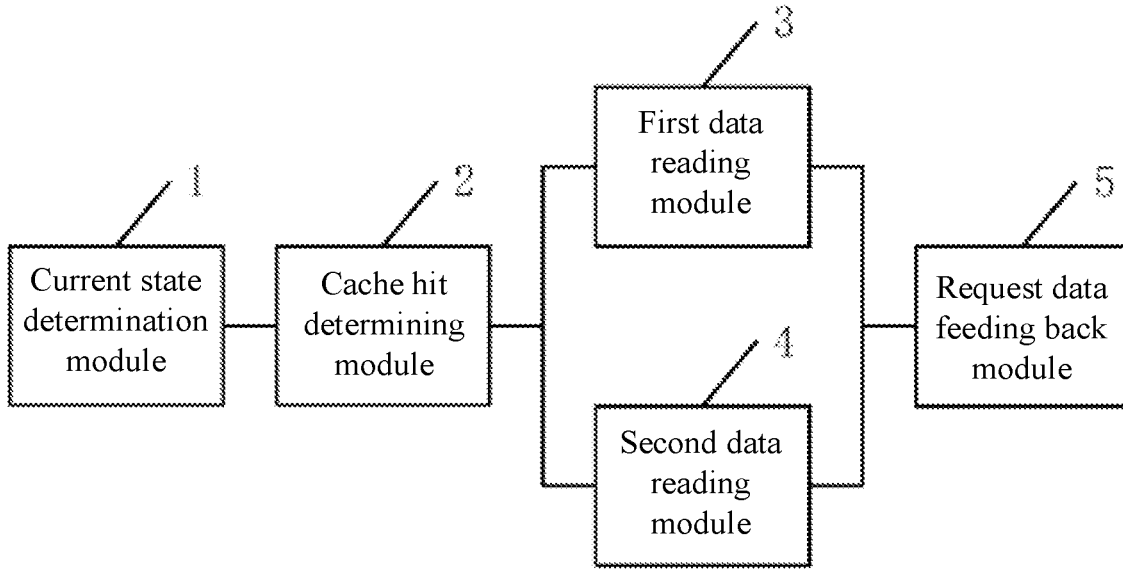 3
First data
reading
module
1
Current state
determination
module
2
Cache hit
determining
module
5
Request data
feeding back
module
4
Second data
reading
module